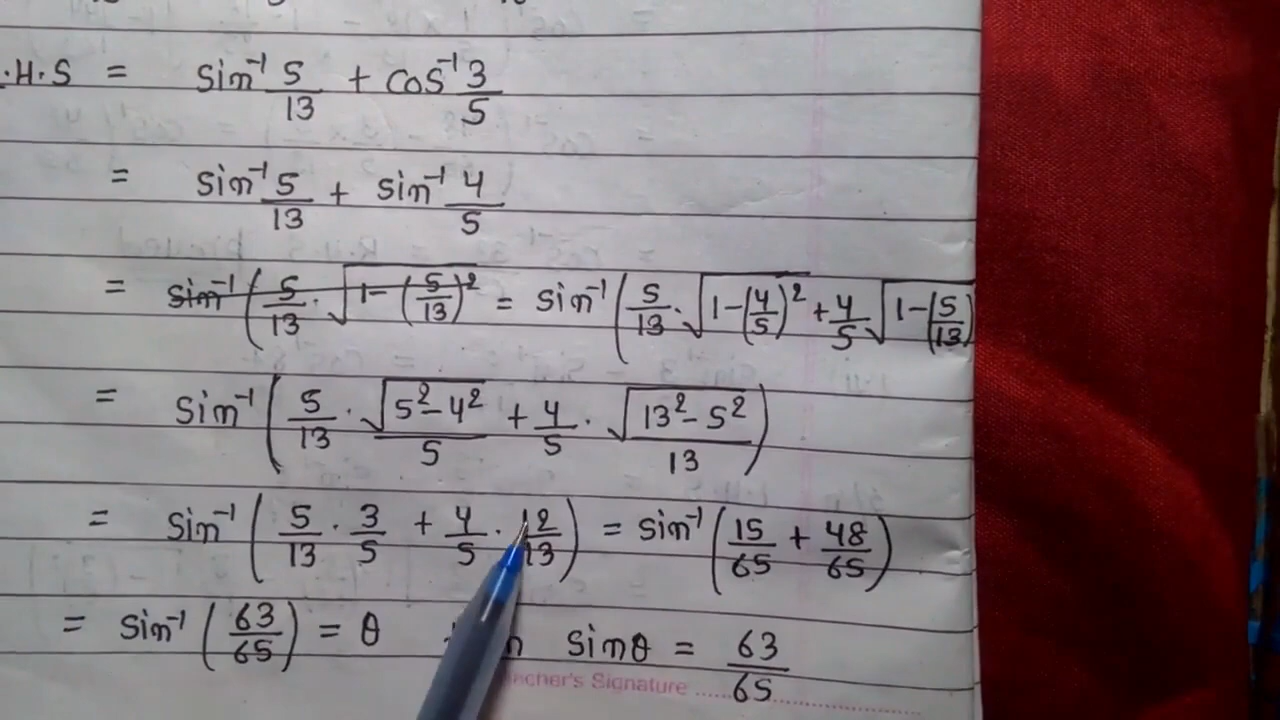 .H.S = sin⁻¹ 5/13 + cos⁻¹ 3/5
= sin⁻¹ 5/13 + sin⁻¹ 4/5
= sin⁻¹ (5/13 · √1-(5/13)² = sin⁻¹ (5/13 · √1-(4/5)² + 4/5 √1-(5/13)
= sin⁻¹ (5/13 · √5²-4²/5 + 4/5 · √13²-5²/13)
= sin⁻¹ (5/13 · 3/5 + 4/5 · 12/13) = sin⁻¹ (15/65 + 48/65)
= sin⁻¹ (63/65) = θ sinθ = 63/65
acher's Signature ........................